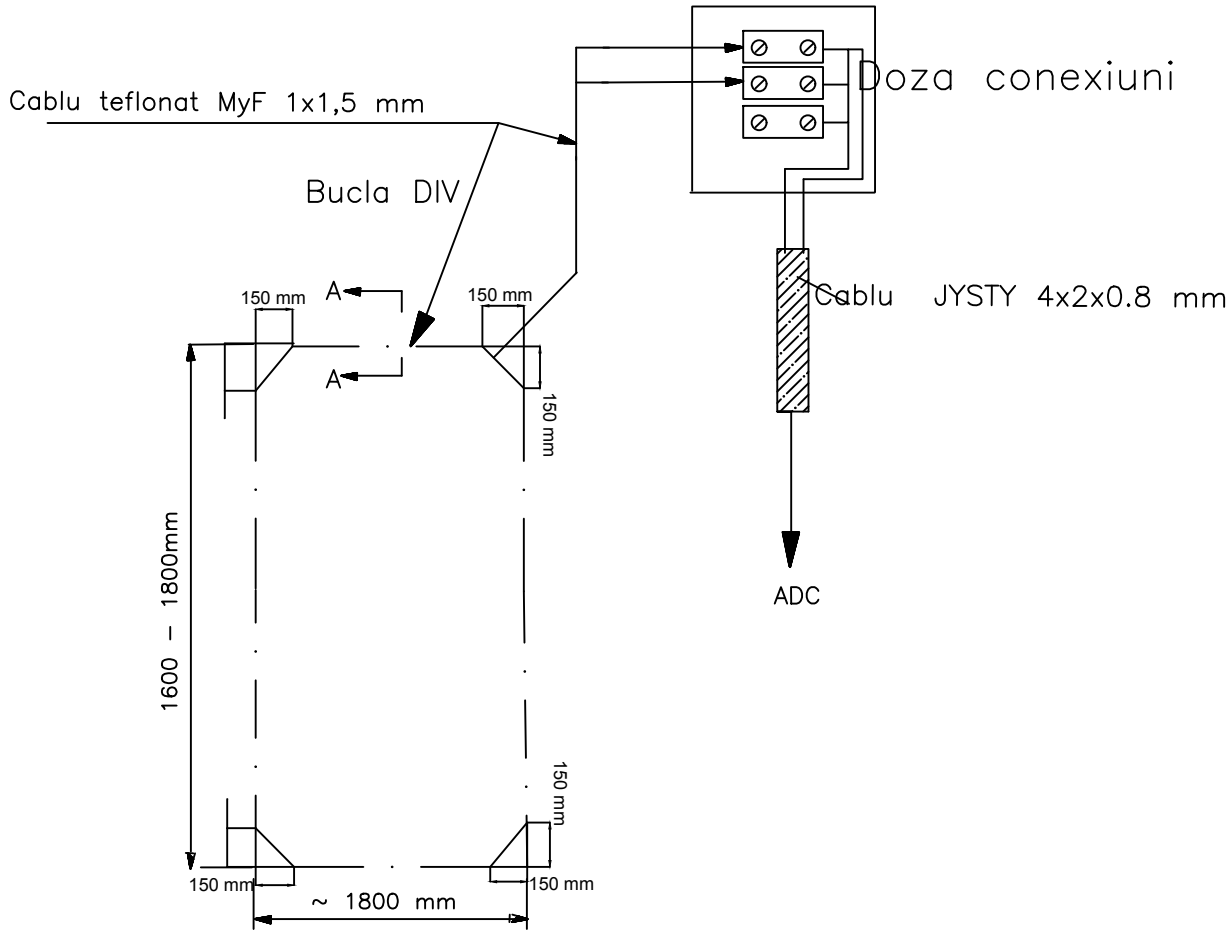 Doza conexiuni
Cablu teflonat MyF 1x1,5 mm
Bucla DIV
A
150 mm
150 mm
Cablu JYSTY 4x2x0.8 mm
A
150 mm
1600 - 1800mm
ADC
150 mm
150 mm
150 mm
~ 1800 mm